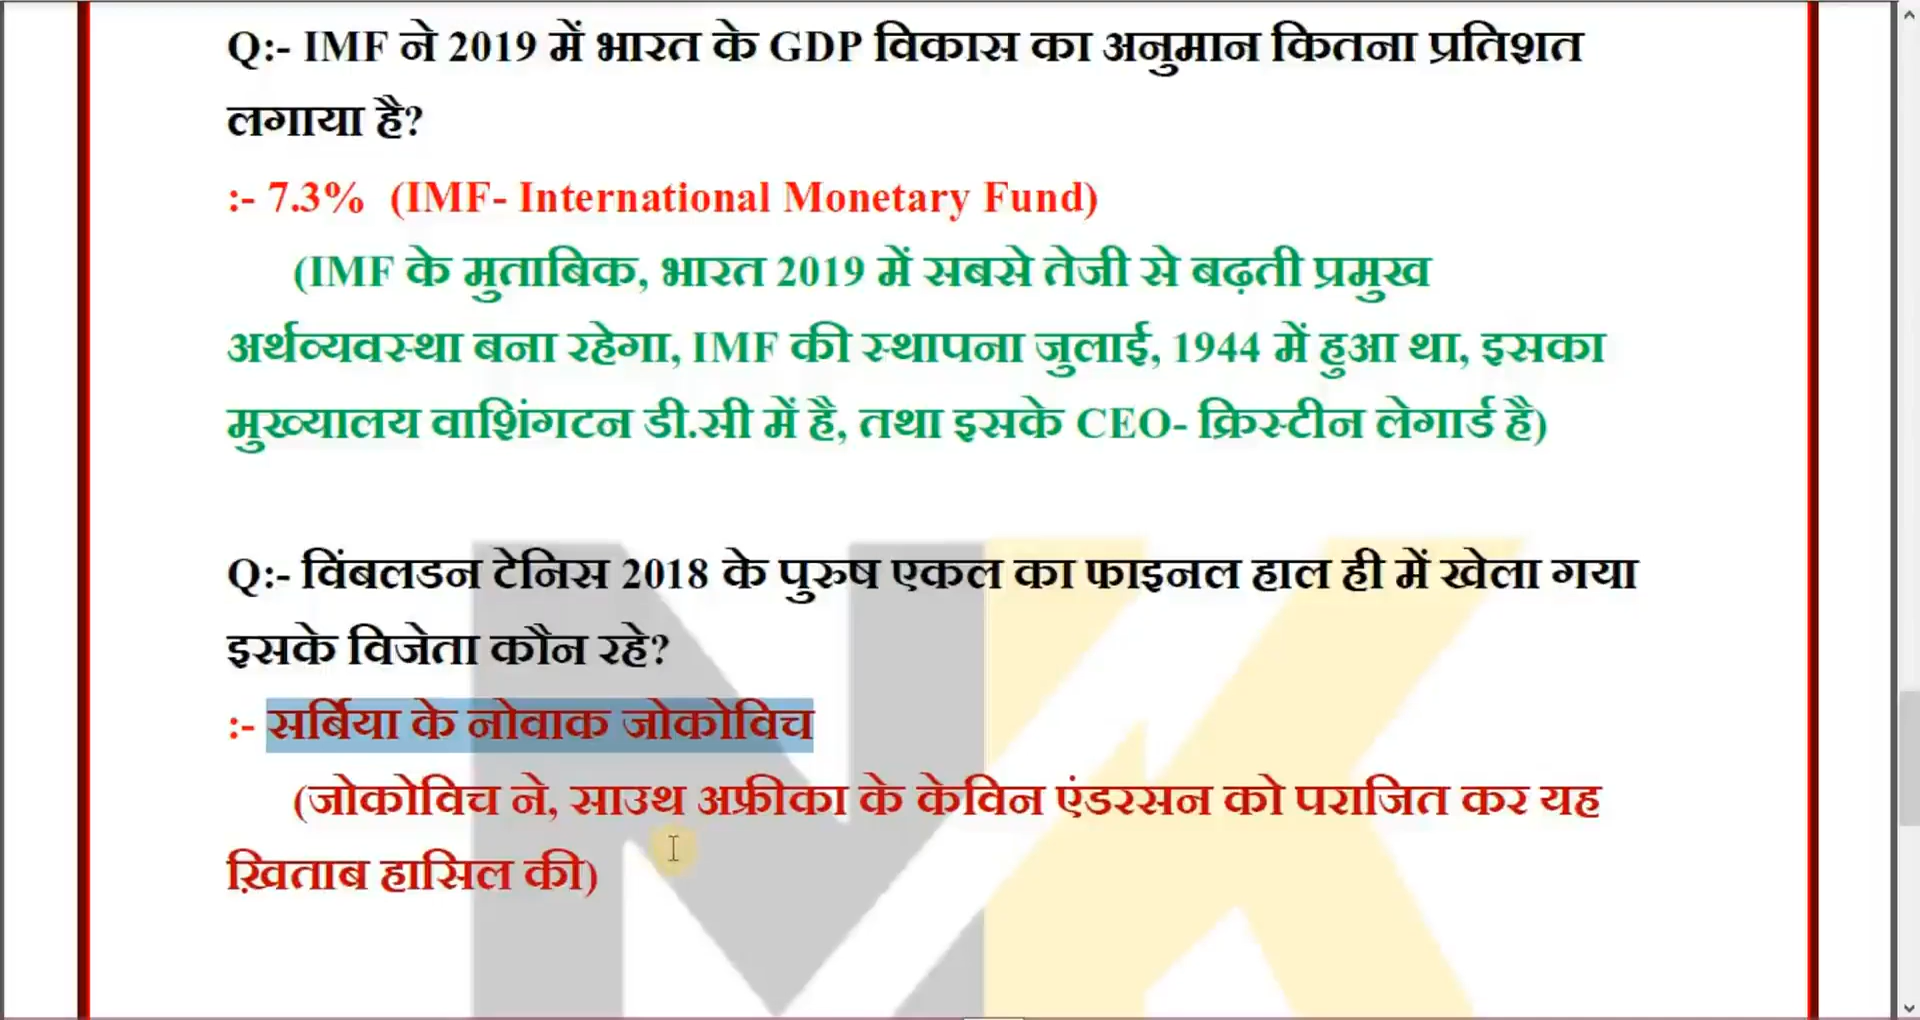 Q:- IMF ने 2019 में भारत के GDP विकास का अनुमान कितना प्रतिशत
लगाया है?
:- 7.3% (IMF- International Monetary Fund)
(IMF के मुताबिक, भारत 2019 में सबसे तेजी से बढ़ती प्रमुख
अर्थव्यवस्था बना रहेगा, IMF की स्थापना जुलाई, 1944 में हुआ था, इसका
मुख्यालय वाशिंगटन डी.सी में है, तथा इसके CEO- क्रिस्टीन लेगार्ड है)
Q:- विंबलडन टेनिस 2018 के पुरुष एकल का फाइनल हाल ही में खेला गया
इसके विजेता कौन रहे?
:- सर्बिया के नोवाक जोकोविच
(जोकोविच ने, साउथ अफ्रीका के केविन एंडरसन को पराजित कर यह
ख़िताब हासिल की)
NK